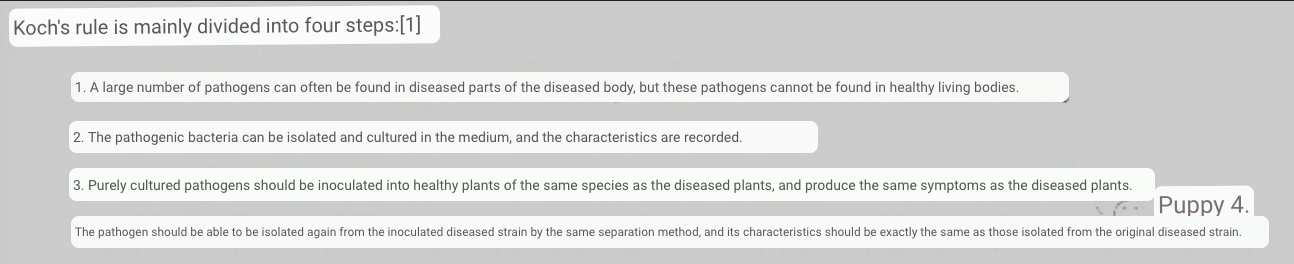 Koch's rule is mainly divided into four steps:[1]
1. A large number of pathogens can often be found in diseased parts of the diseased body, but these pathogens cannot be found in healthy living bodies.
2. The pathogenic bacteria can be isolated and cultured in the medium, and the characteristics are recorded.
3. Purely cultured pathogens should be inoculated into healthy plants of the same species as the diseased plants, and produce the same symptoms as the diseased plants.
Puppy 4.
The pathogen should be able to be isolated again from the inoculated diseased strain by the same separation method, and its characteristics should be exactly the same as those isolated from the original diseased strain.